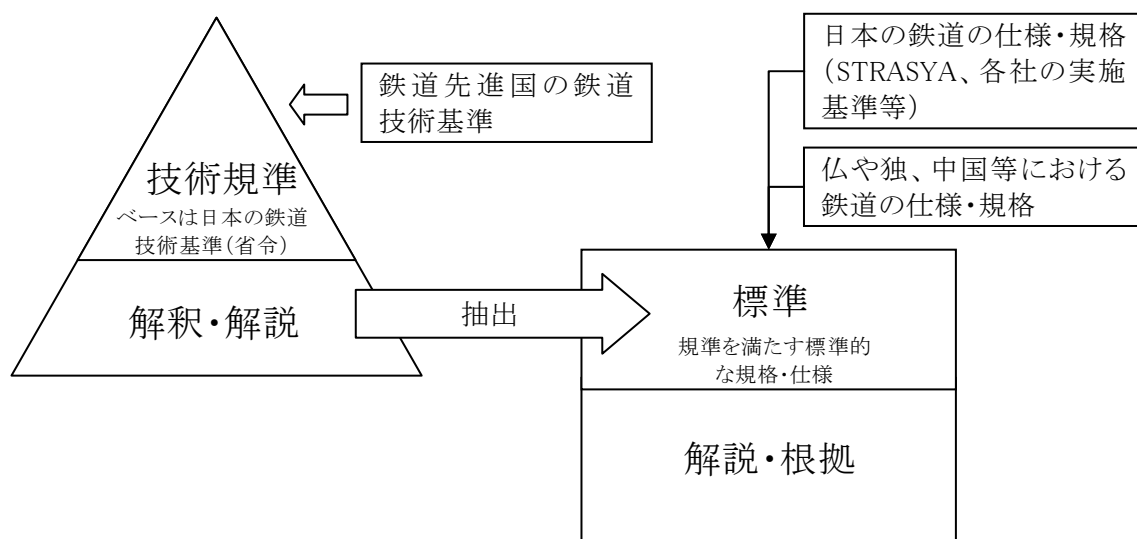 鉄道先進国の鉄道
技術基準
日本の鉄道の仕様・規格
(STRASYA、各社の実施
基準等)
仏や独、中国等における
鉄道の仕様・規格
技術規準
ベースは日本の鉄道
技術基準(省令)
解釈・解説
抽出
標準
規準を満たす標準的
な規格・仕様
解説・根拠